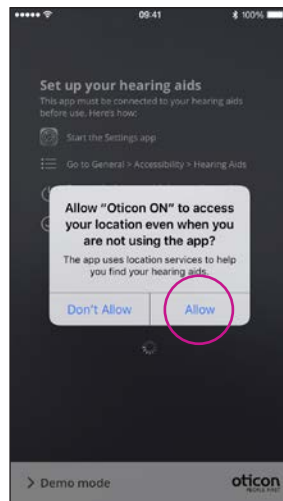 09:41
100%
Set up your hearing aids
This app must be connected to your hearing aids
before use. Here's how:
Start the Settings app
Go to General > Accessibility > Hearing Aids
Allow "Oticon ON" to access
your location even when you
are not using the app?
The app uses location services to help
you find your hearing aids.
Don't Allow
Allow
> Demo mode
oticon
PEOPLE FIRST